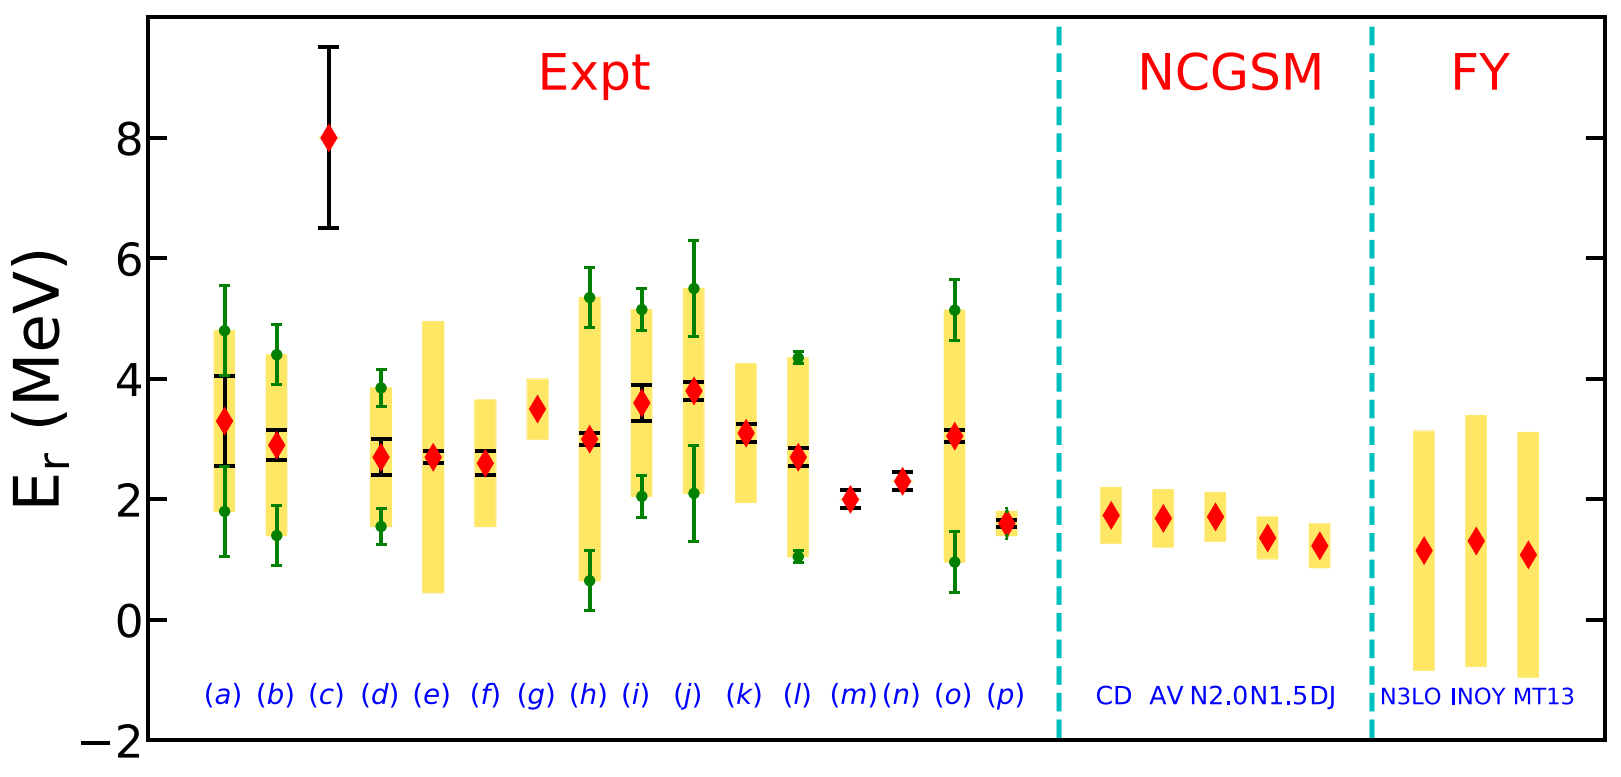 Expt NCGSM FY
8
6
4
2
0
−2
E_r (MeV)
(a) (b) (c) (d) (e) (f) (g) (h) (i) (j) (k) (l) (m) (n) (o) (p) CD AV N2.0 N1.5 DJ N3LO INOY MT13